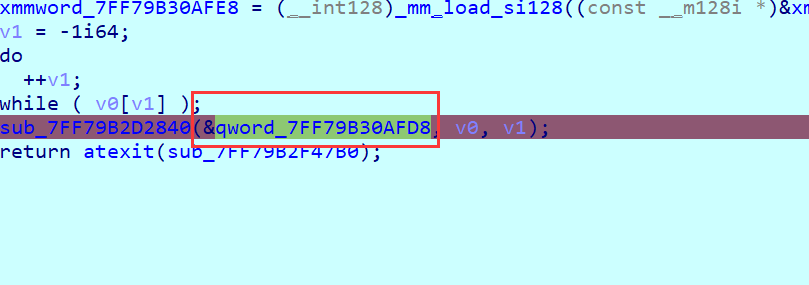 xmmword_7FF79B30AFE8 = (__int128)_mm_load_si128((const __m128i *)&xm
v1 = -1i64;
do
++v1;
while ( v0[v1] );
sub_7FF79B2D2840(&qword_7FF79B30AFD8, v0, v1);
return atexit(sub_7FF79B2F47B0);